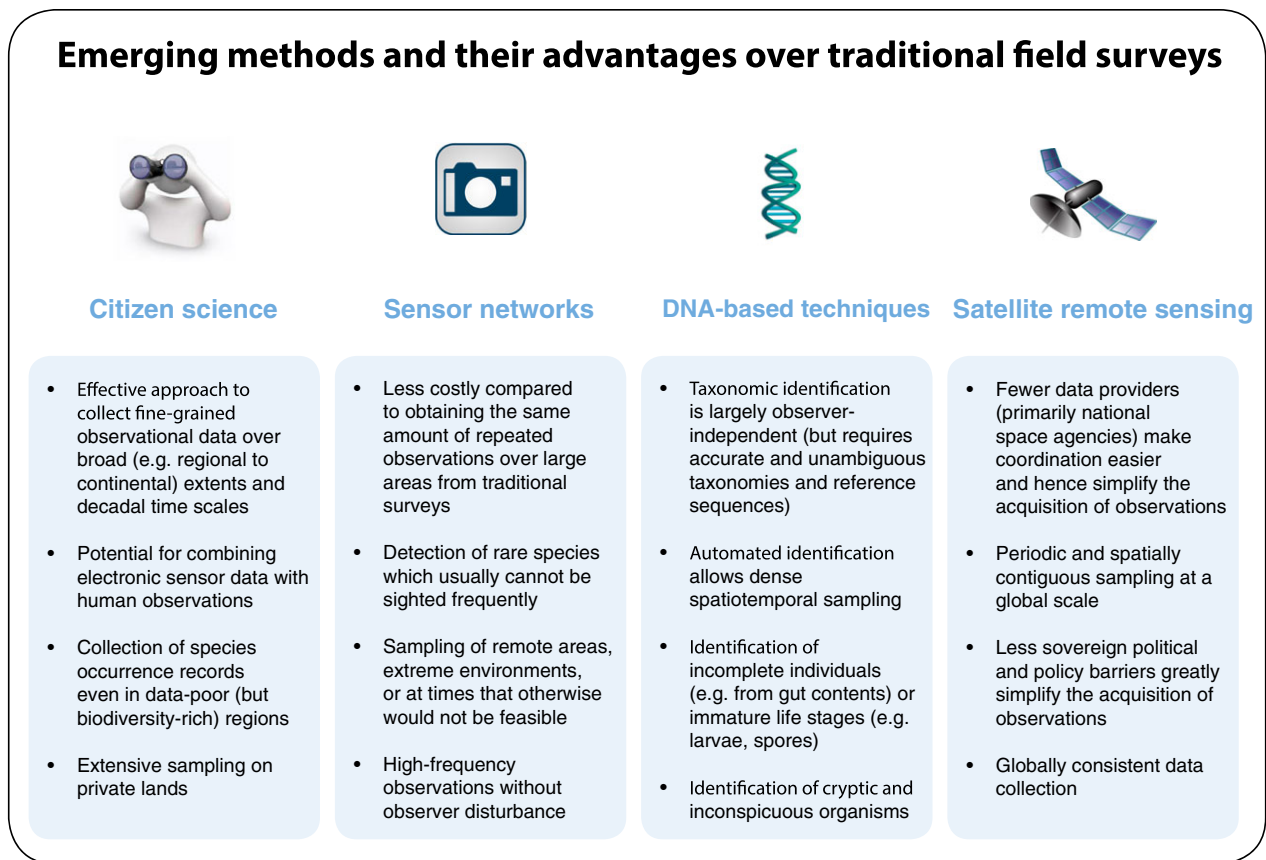 Emerging methods and their advantages over traditional field surveys
Citizen science
• Effective approach to
collect fine-grained
observational data over
broad (e.g. regional to
continental) extents and
decadal time scales
• Potential for combining
electronic sensor data with
human observations
• Collection of species
occurrence records
even in data-poor (but
biodiversity-rich) regions
• Extensive sampling on
private lands
Sensor networks
• Less costly compared
to obtaining the same
amount of repeated
observations over large
areas from traditional
surveys
• Detection of rare species
which usually cannot be
sighted frequently
• Sampling of remote areas,
extreme environments,
or at times that otherwise
would not be feasible
• High-frequency
observations without
observer disturbance
DNA-based techniques
• Taxonomic identification
is largely observer-
independent (but requires
accurate and unambiguous
taxonomies and reference
sequences)
• Automated identification
allows dense
spatiotemporal sampling
• Identification of
incomplete individuals
(e.g. from gut contents) or
immature life stages (e.g.
larvae, spores)
• Identification of cryptic and
inconspicuous organisms
Satellite remote sensing
• Fewer data providers
(primarily national
space agencies) make
coordination easier
and hence simplify the
acquisition of observations
• Periodic and spatially
contiguous sampling at a
global scale
• Less sovereign political
and policy barriers greatly
simplify the acquisition of
observations
• Globally consistent data
collection